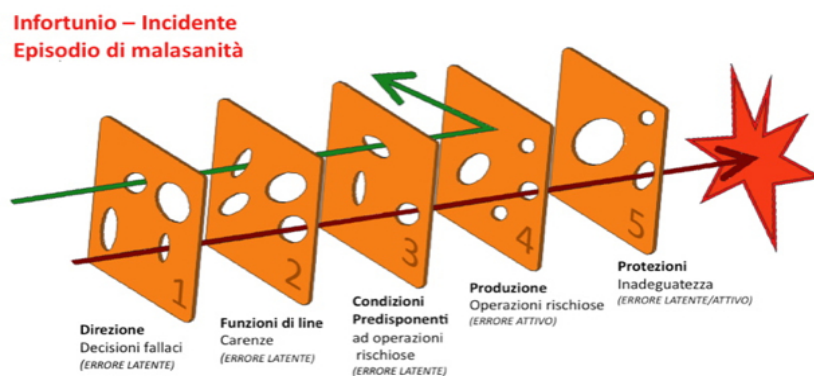 Infortunio – Incidente
Episodio di malasanità
1
2
3
4
5
Direzione
Decisioni fallaci
(ERRORE LATENTE)
Funzioni di line
Carenze
(ERRORE LATENTE)
Condizioni
Predisponenti
ad operazioni
rischiose
(ERRORE LATENTE)
Produzione
Operazioni rischiose
(ERRORE ATTIVO)
Protezioni
Inadeguatezza
(ERRORE LATENTE/ATTIVO)